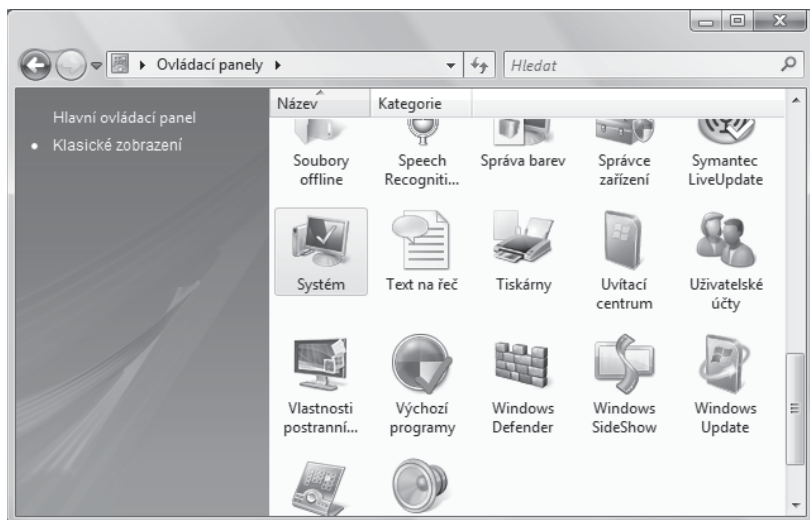 Ovládací panely
Hledat
Hlavní ovládací panel
Klasické zobrazení
Název
Kategorie
Soubory
offline
Speech
Recogniti...
Správa barev
Správce
zařízení
Symantec
LiveUpdate
Systém
Text na řeč
Tiskárny
Uvítací
centrum
Uživatelské
účty
Vlastnosti
postranní...
Výchozí
programy
Windows
Defender
Windows
SideShow
Windows
Update